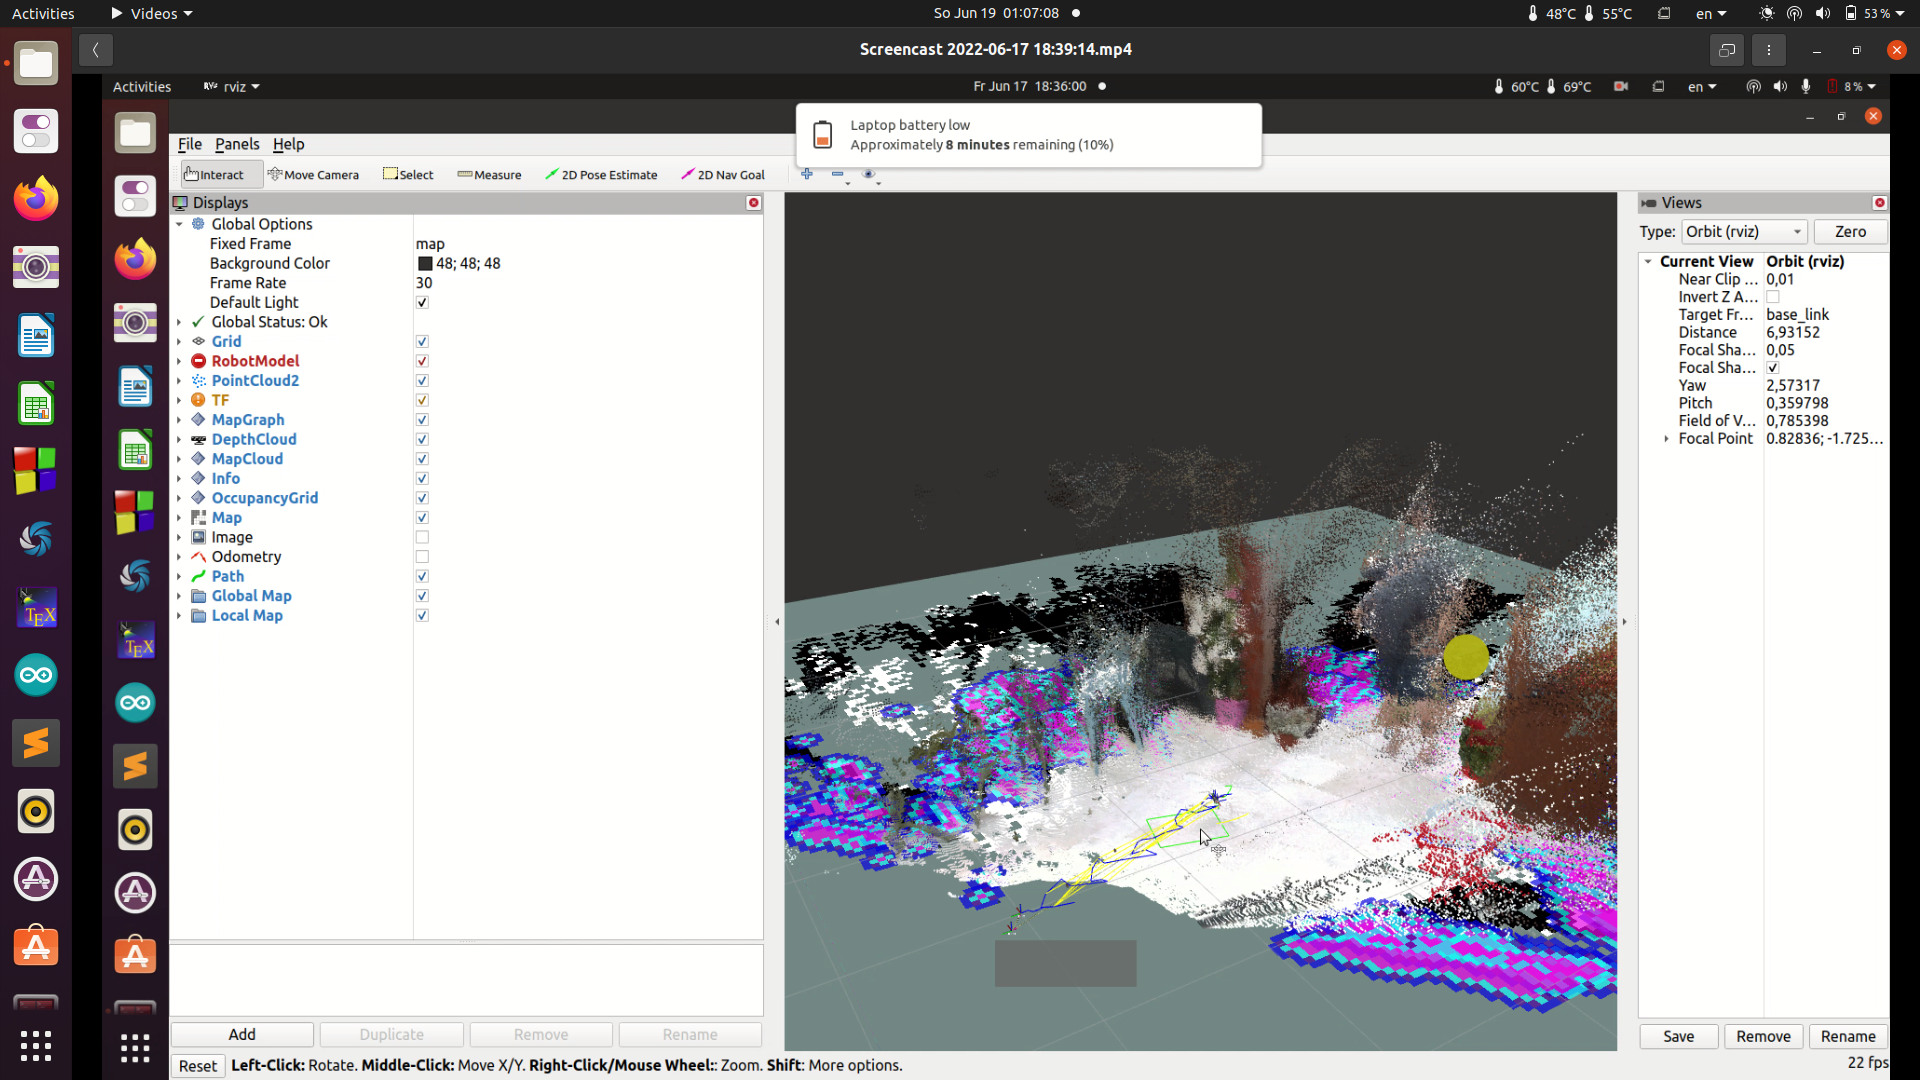 Activities Videos So Jun 19 01:07:08 48°C 55°C en 53 %
Screencast 2022-06-17 18:39:14.mp4
Activities rviz Fr Jun 17 18:36:00 60°C 69°C en 8 %
Laptop battery low
Approximately 8 minutes remaining (10%)
File Panels Help
Interact Move Camera Select Measure 2D Pose Estimate 2D Nav Goal
Displays
Global Options
Fixed Frame map
Background Color 48; 48; 48
Frame Rate 30
Default Light
Global Status: Ok
Grid
RobotModel
PointCloud2
TF
MapGraph
DepthCloud
MapCloud
Info
OccupancyGrid
Map
Image
Odometry
Path
Global Map
Local Map
Add Duplicate Remove Rename
Reset Left-Click: Rotate. Middle-Click: Move X/Y. Right-Click/Mouse Wheel:: Zoom. Shift: More options.
Views
Type: Orbit (rviz) Zero
Current View Orbit (rviz)
Near Clip ... 0,01
Invert Z A...
Target Fr... base_link
Distance 6,93152
Focal Sha... 0,05
Focal Sha...
Yaw 2,57317
Pitch 0,359798
Field of V... 0,785398
Focal Point 0.82836; -1.725...
Save Remove Rename
22 fps